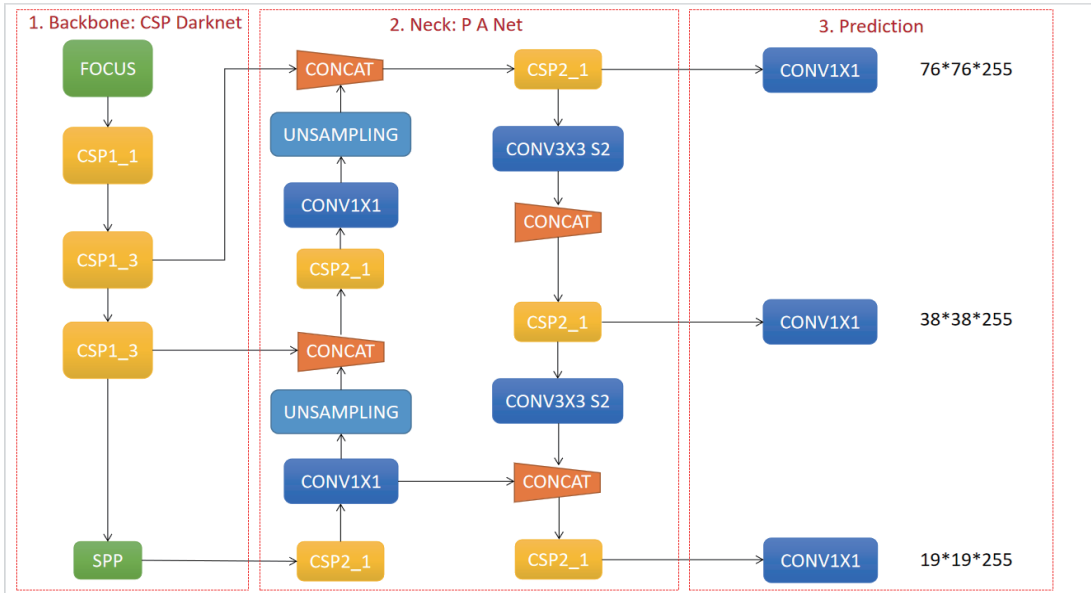 1. Backbone: CSP Darknet
FOCUS
CSP1_1
CSP1_3
CSP1_3
SPP
2. Neck: P A Net
CONCAT
UNSAMPLING
CONV1X1
CSP2_1
CONCAT
UNSAMPLING
CONV1X1
CSP2_1
CSP2_1
CONV3X3 S2
CONCAT
CSP2_1
CONV3X3 S2
CONCAT
CSP2_1
3. Prediction
CONV1X1 76*76*255
CONV1X1 38*38*255
CONV1X1 19*19*255